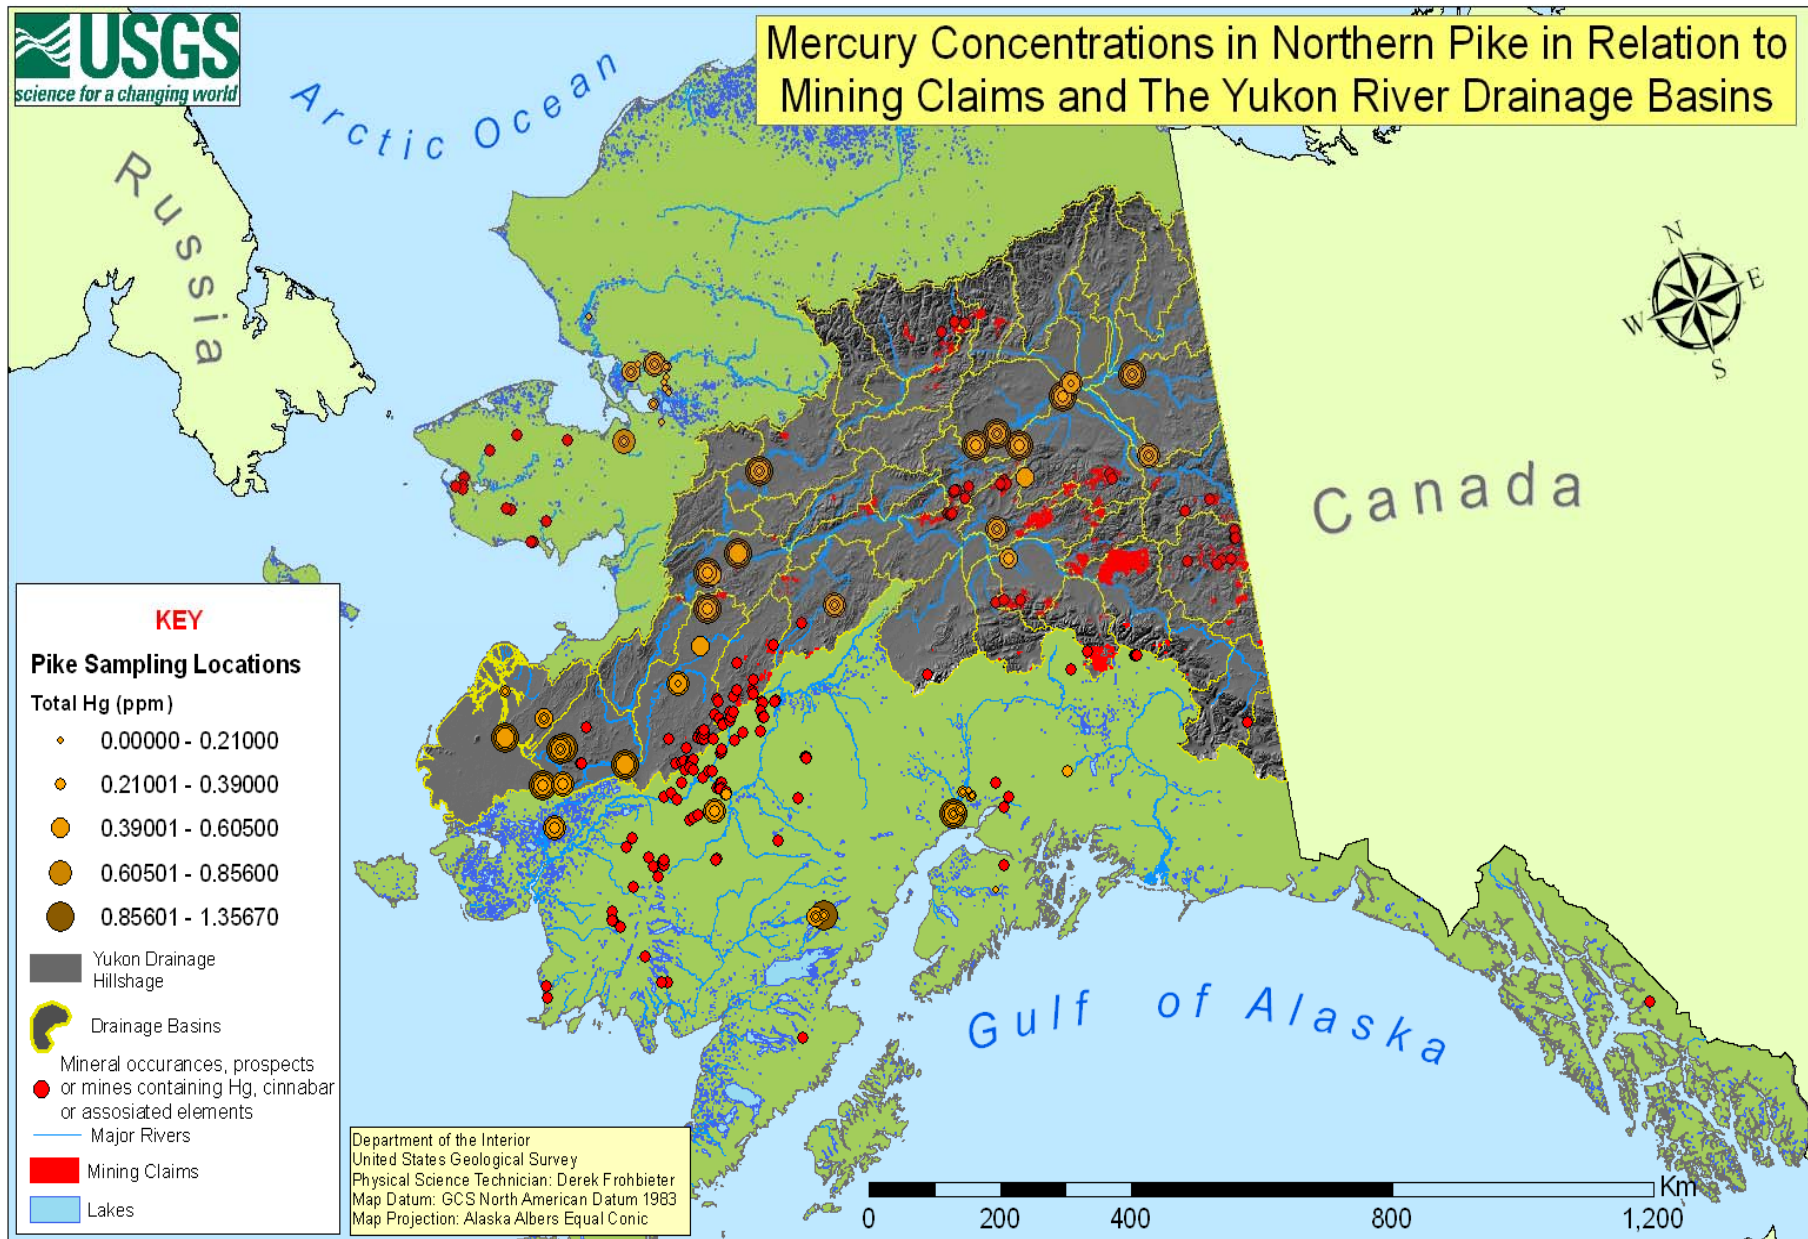 USGS
science for a changing world
Mercury Concentrations in Northern Pike in Relation to
Mining Claims and The Yukon River Drainage Basins
Arctic Ocean
Russia
Canada
N
E
W
S
KEY
Pike Sampling Locations
Total Hg (ppm)
0.00000 - 0.21000
0.21001 - 0.39000
0.39001 - 0.60500
0.60501 - 0.85600
0.85601 - 1.35670
Yukon Drainage
Hillshage
Drainage Basins
Mineral occurances, prospects
or mines containing Hg, cinnabar
or assosiated elements
Major Rivers
Mining Claims
Lakes
Gulf of Alaska
Department of the Interior
United States Geological Survey
Physical Science Technician: Derek Frohbieter
Map Datum: GCS North American Datum 1983
Map Projection: Alaska Albers Equal Conic
Km
0 200 400 800 1,200